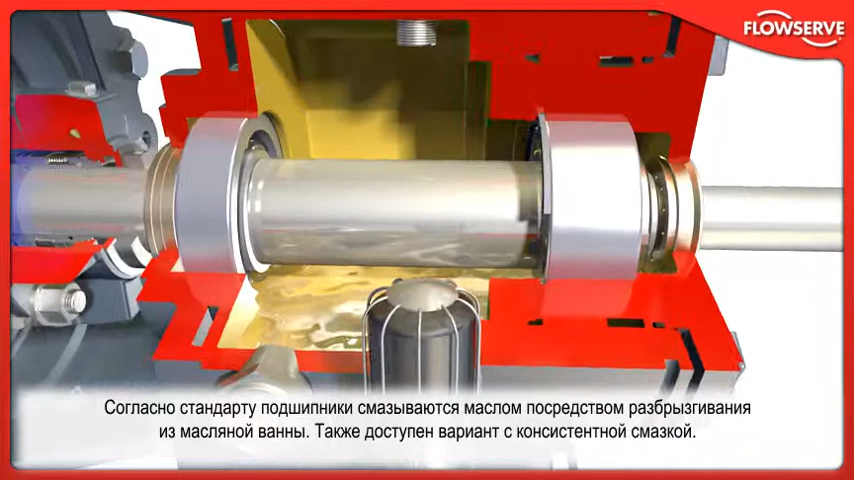 FLOWSERVE
Согласно стандарту подшипники смазываются маслом посредством разбрызгивания
из масляной ванны. Также доступен вариант с консистентной смазкой.